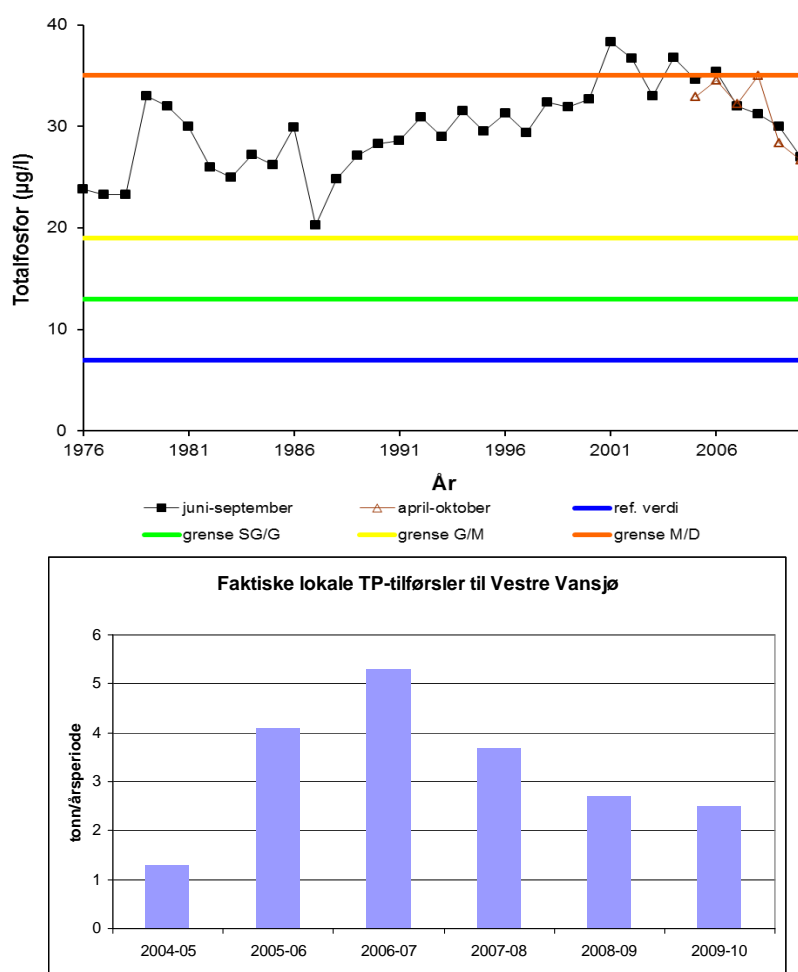 40
30
20
10
0
Totalfosfor (µg/l)
1976 1981 1986 1991 1996 2001 2006
År
juni-september april-oktober ref. verdi
grense SG/G grense G/M grense M/D
Faktiske lokale TP-tilførsler til Vestre Vansjø
6
5
4
3
2
1
0
tonn/årsperiode
2004-05 2005-06 2006-07 2007-08 2008-09 2009-10